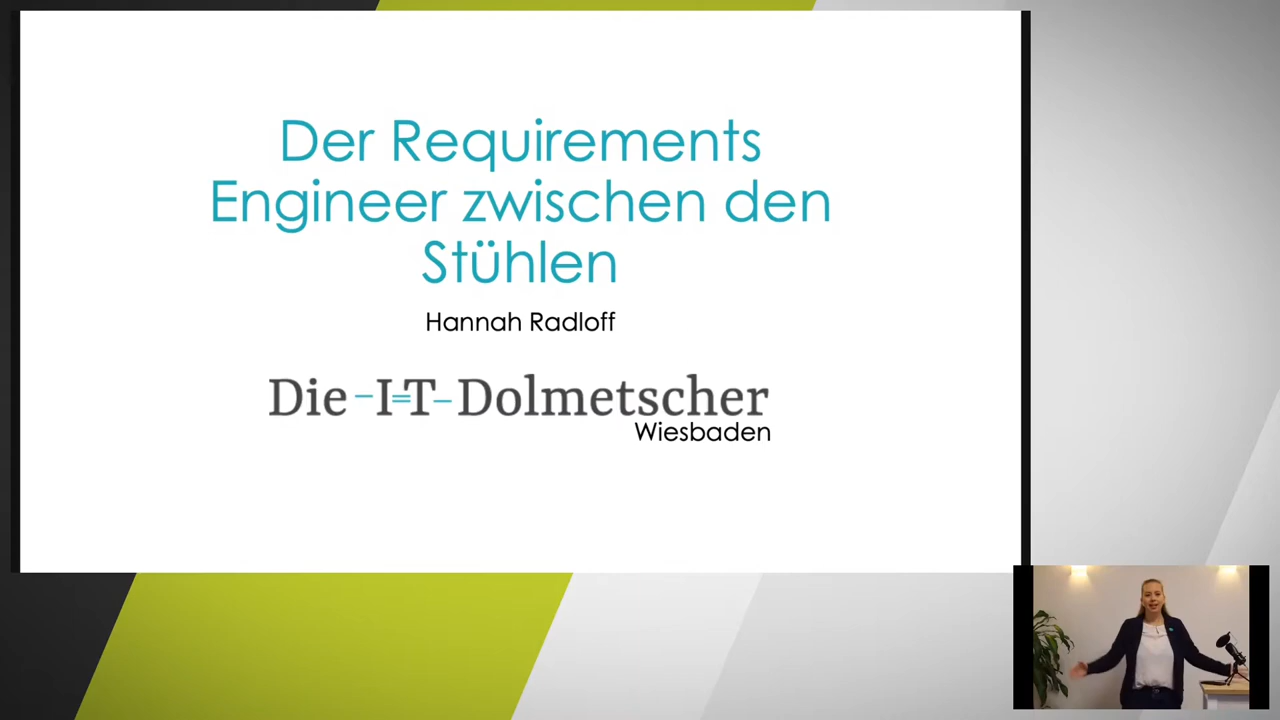 Der Requirements
Engineer zwischen den
Stühlen
Hannah Radloff
Die I-T-Dolmetscher
Wiesbaden